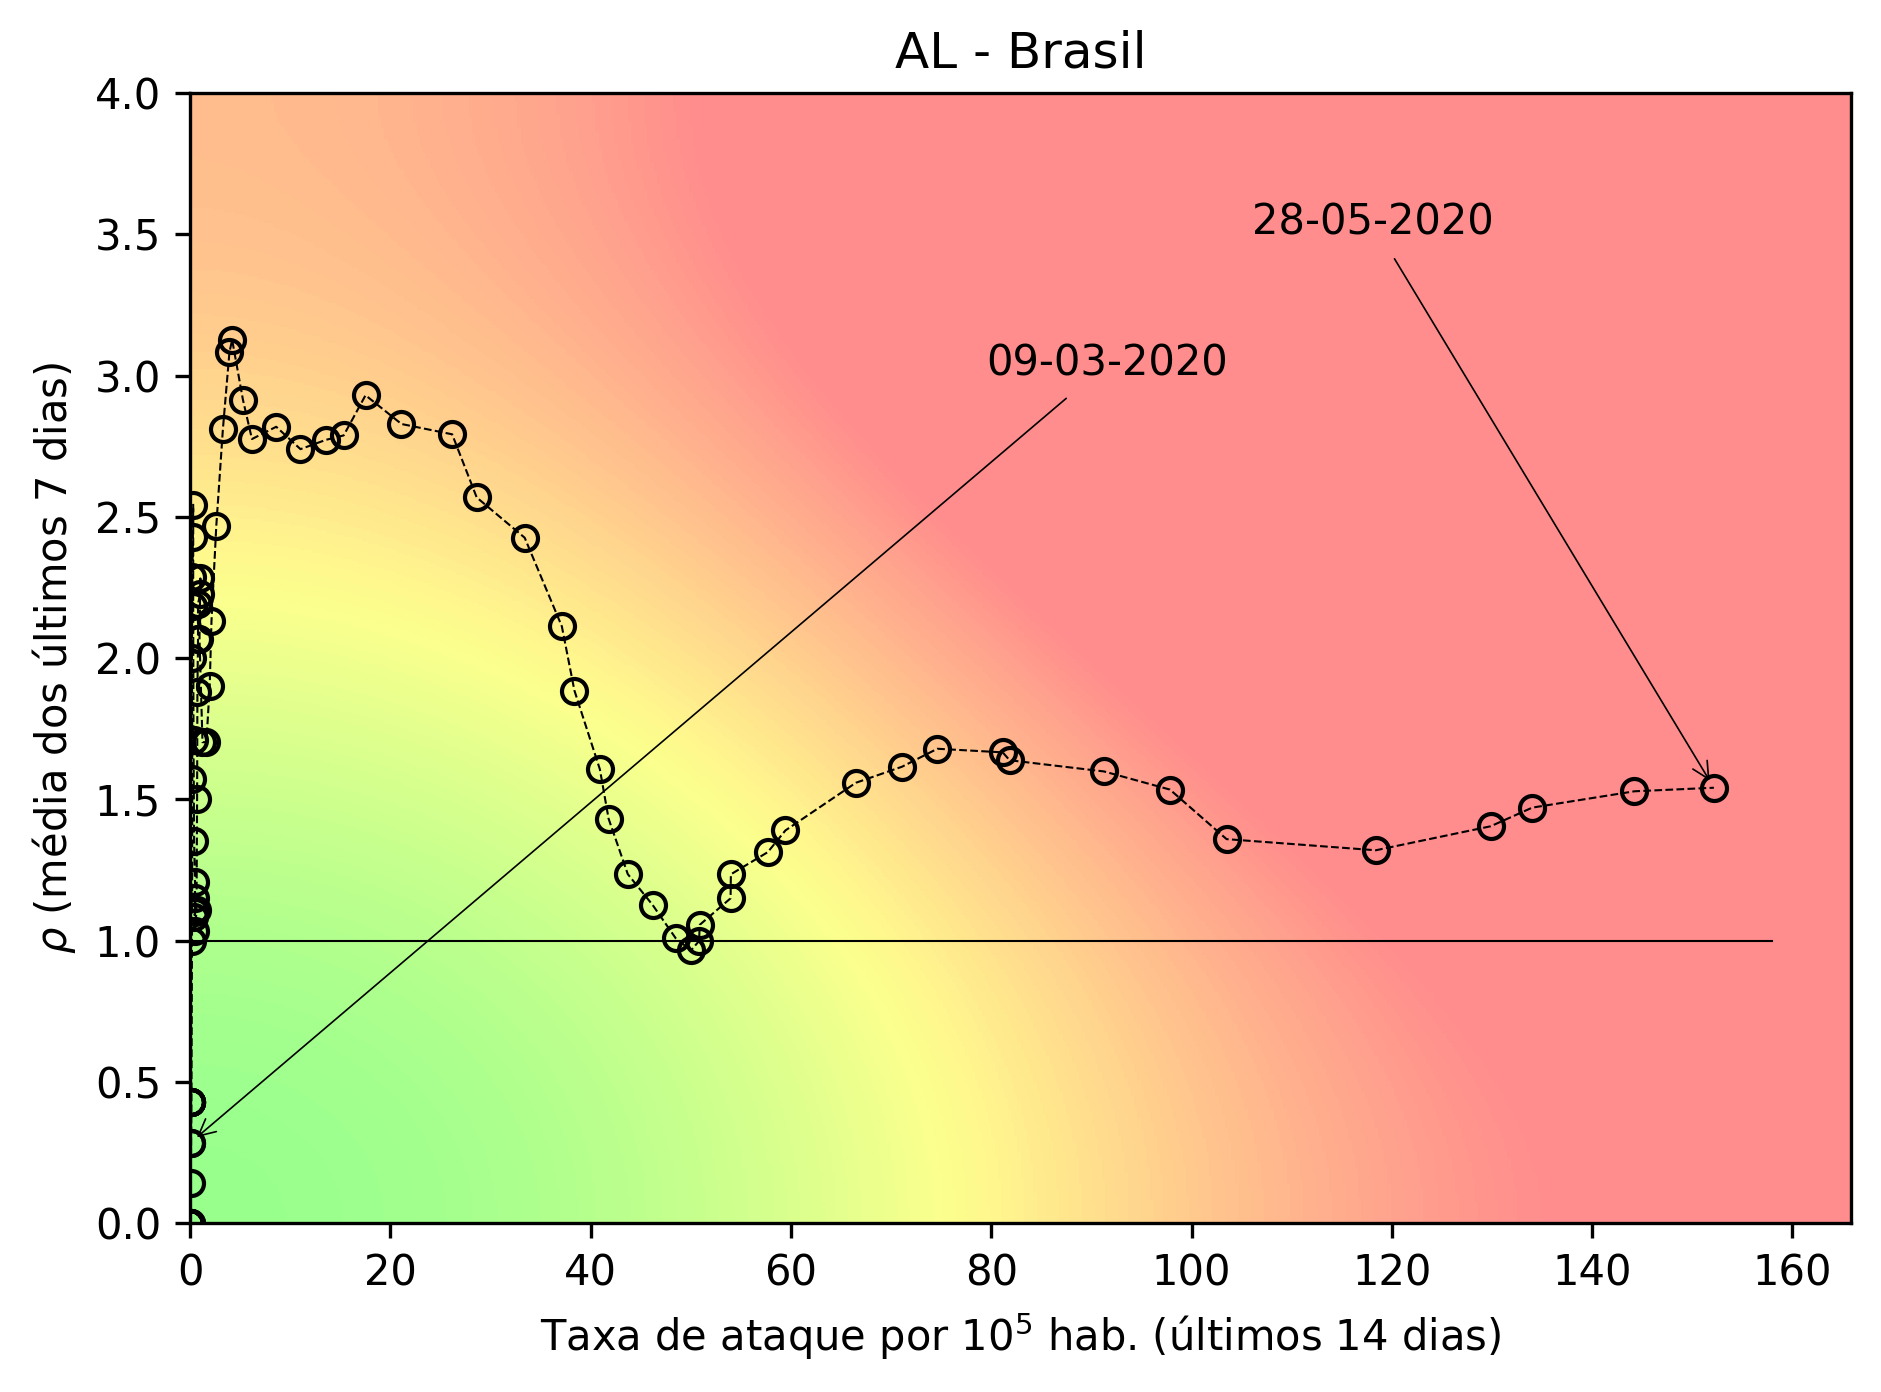 AL - Brasil
4.0
3.5
3.0
2.5
2.0
1.5
1.0
0.5
0.0
ρ (média dos últimos 7 dias)
28-05-2020
09-03-2020
0 20 40 60 80 100 120 140 160
Taxa de ataque por 10⁵ hab. (últimos 14 dias)